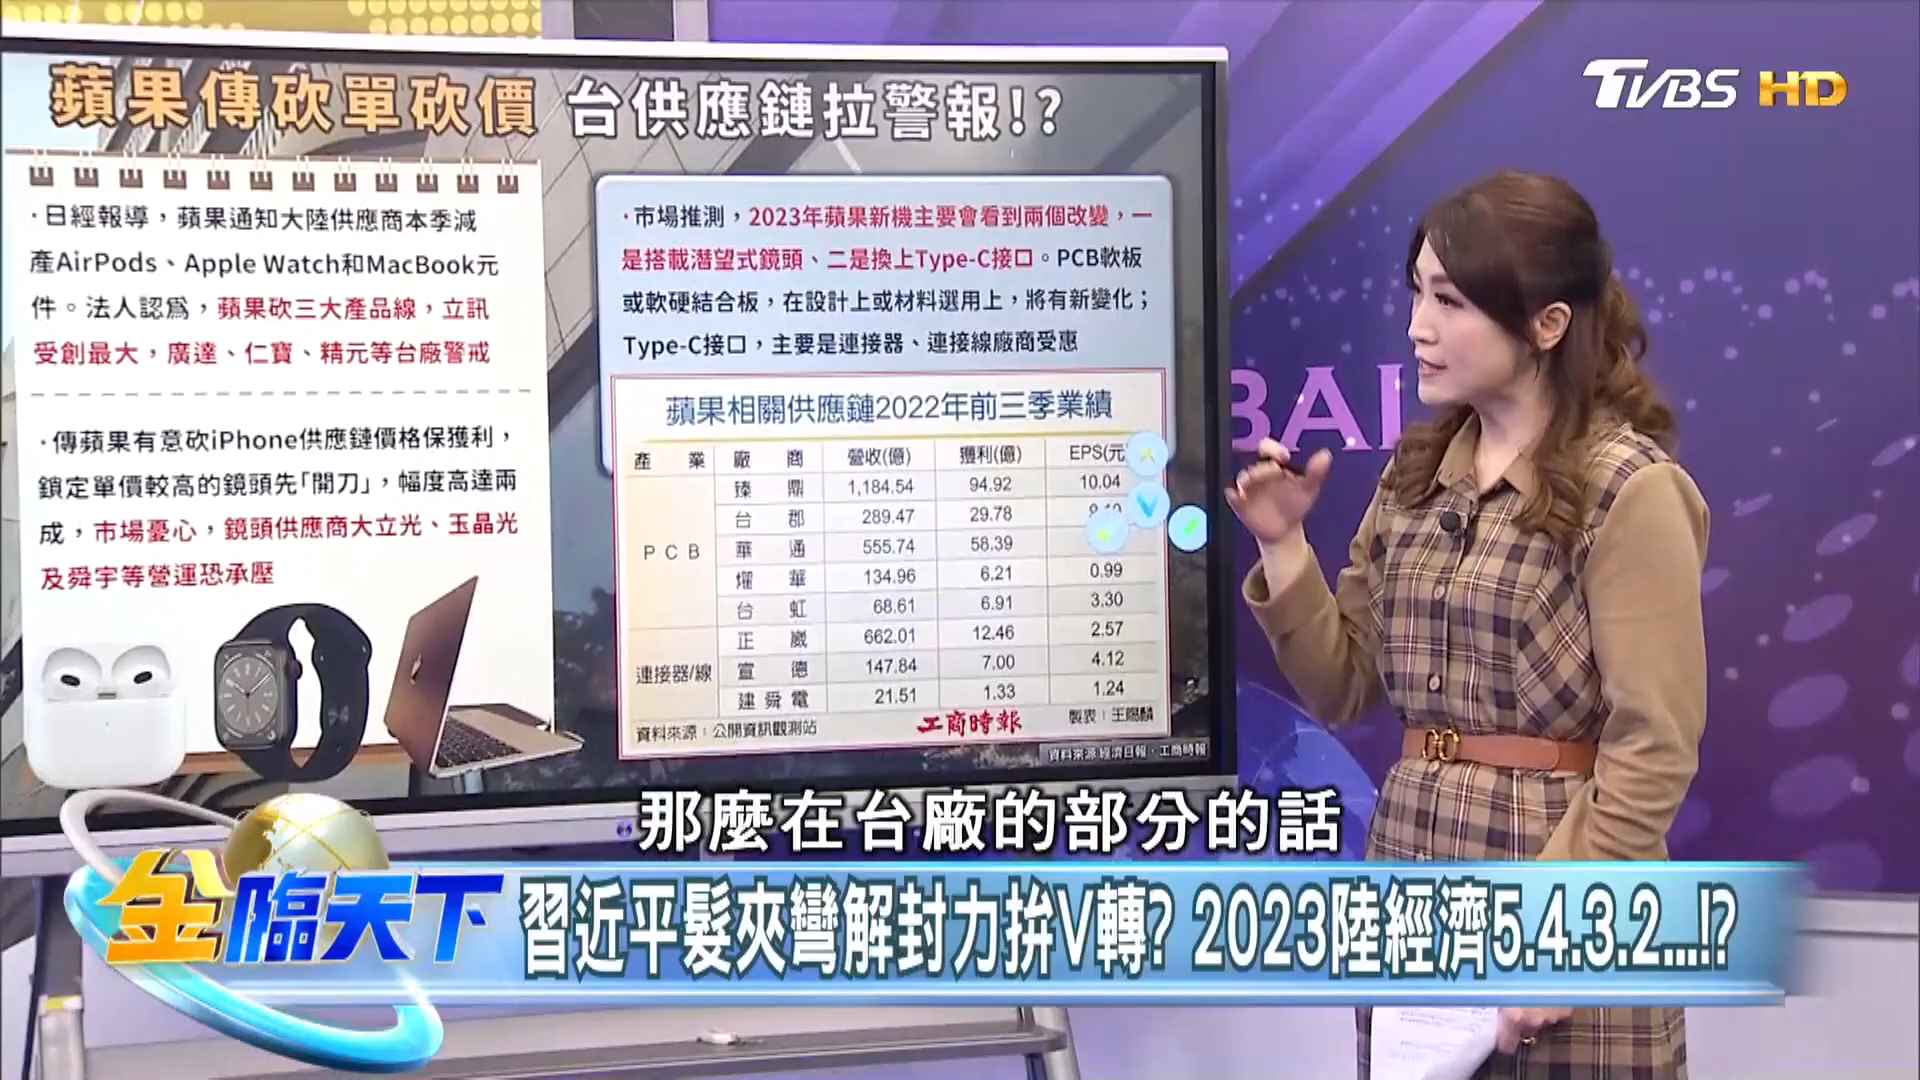 TVBS HD
蘋果傳砍單砍價 台供應鏈拉警報!?
·日經報導，蘋果通知大陸供應商本季減
產AirPods、Apple Watch和MacBook元
件。法人認為，蘋果砍三大產品線，立訊
受創最大，廣達、仁寶、精元等台廠警戒
·傳蘋果有意砍iPhone供應鏈價格保獲利，
鎖定單價較高的鏡頭先「開刀」，幅度高達兩
成，市場憂心，鏡頭供應商大立光、玉晶光
及舜宇等營運恐承壓
·市場推測，2023年蘋果新機主要會看到兩個改變，一
是搭載潛望式鏡頭、二是換上Type-C接口。PCB軟板
或軟硬結合板，在設計上或材料選用上，將有新變化；
Type-C接口，主要是連接器、連接線廠商受惠
蘋果相關供應鏈2022年前三季業績
產業 廠商 營收(億) 獲利(億) EPS(元
PCB
臻鼎 1,184.54 94.92 10.04
台郡 289.47 29.78
華通 555.74 58.39
燿華 134.96 6.21 0.99
台虹 68.61 6.91 3.30
連接器/線
正崴 662.01 12.46 2.57
宣德 147.84 7.00 4.12
建舜電 21.51 1.33 1.24
資料來源：公開資訊觀測站 工商時報 製表：王賜麟
資料來源 經濟日報、工商時報
BAL
那麼在台廠的部分的話
金臨天下
習近平髮夾彎解封力拚V轉? 2023陸經濟5.4.3.2...!?